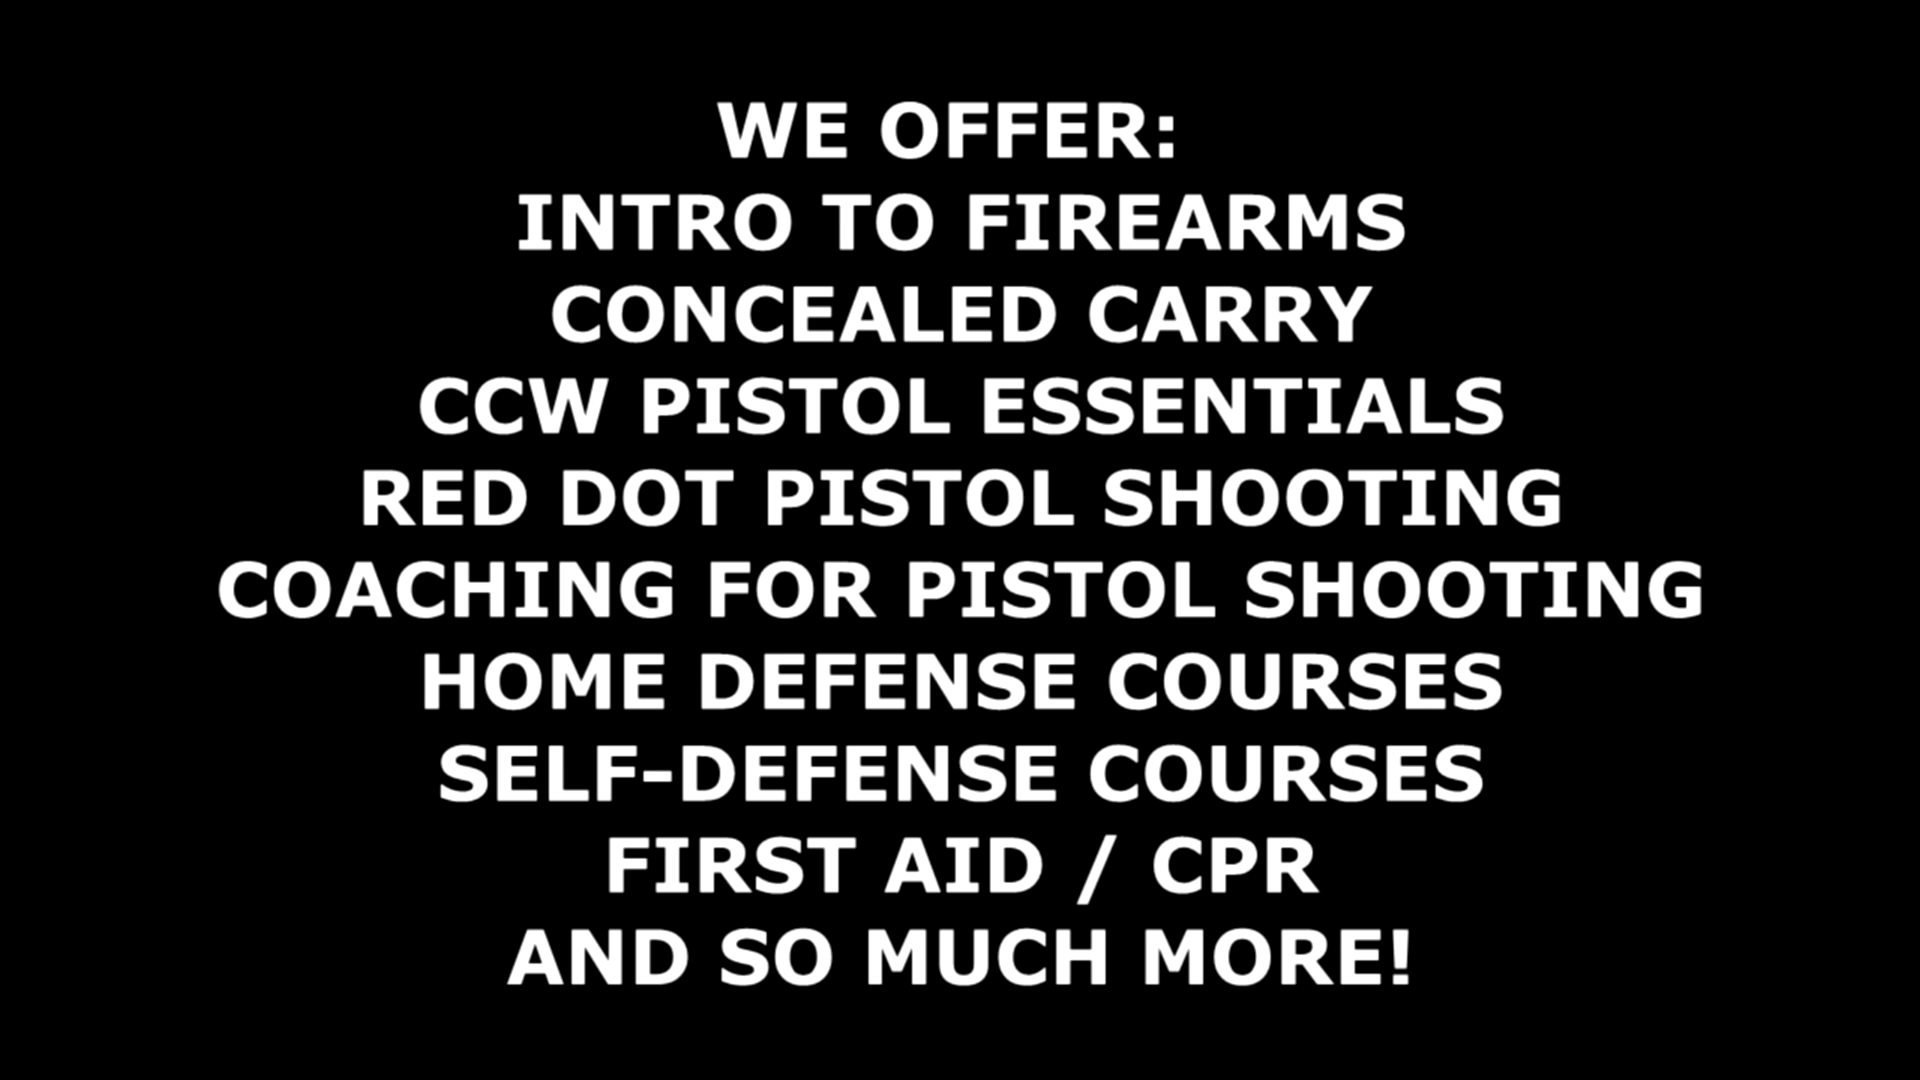 WE OFFER:
INTRO TO FIREARMS
CONCEALED CARRY
CCW PISTOL ESSENTIALS
RED DOT PISTOL SHOOTING
COACHING FOR PISTOL SHOOTING
HOME DEFENSE COURSES
SELF-DEFENSE COURSES
FIRST AID / CPR
AND SO MUCH MORE!